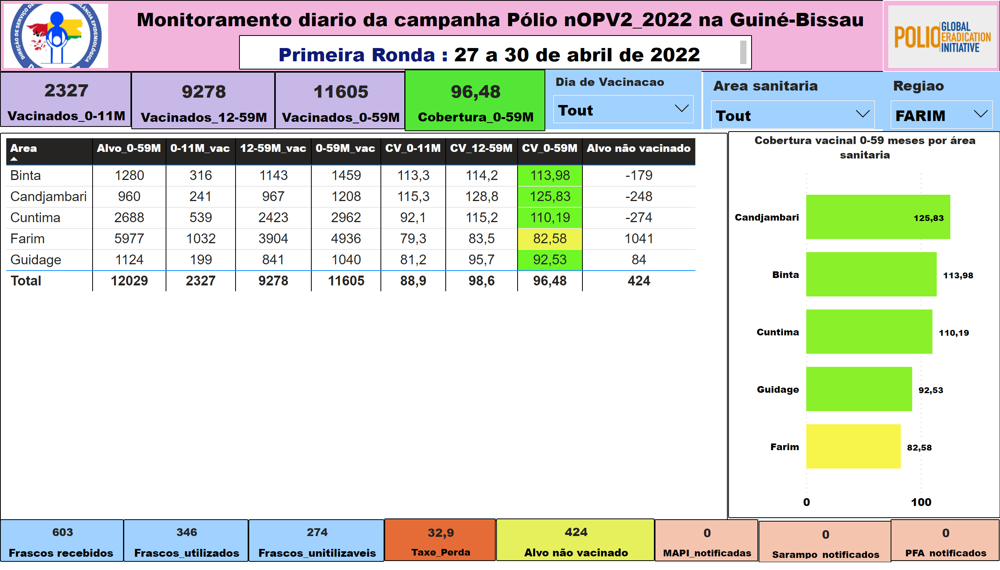 DIREÇÃO DE SERVIÇO DE
VIGILÂNCIA EPIDEMIOLÓGICA
Monitoramento diario da campanha Pólio nOPV2_2022 na Guiné-Bissau
Primeira Ronda : 27 a 30 de abril de 2022
POLIO GLOBAL
ERADICATION
INITIATIVE
2327
Vacinados_0-11M
9278
Vacinados_12-59M
11605
Vacinados_0-59M
96,48
Cobertura_0-59M
Dia de Vacinacao
Tout
Area sanitaria
Tout
Regiao
FARIM
Area Alvo_0-59M 0-11M_vac 12-59M_vac 0-59M_vac CV_0-11M CV_12-59M CV_0-59M Alvo não vacinado
Binta 1280 316 1143 1459 113,3 114,2 113,98 -179
Candjambari 960 241 967 1208 115,3 128,8 125,83 -248
Cuntima 2688 539 2423 2962 92,1 115,2 110,19 -274
Farim 5977 1032 3904 4936 79,3 83,5 82,58 1041
Guidage 1124 199 841 1040 81,2 95,7 92,53 84
Total 12029 2327 9278 11605 88,9 98,6 96,48 424
Cobertura vacinal 0-59 meses por área
sanitaria
Candjambari 125,83
Binta 113,98
Cuntima 110,19
Guidage 92,53
Farim 82,58
0 100
603
Frascos recebidos
346
Frascos_utilizados
274
Frascos_unitilizaveis
32,9
Taxe_Perda
424
Alvo não vacinado
0
MAPI_notificadas
0
Sarampo_notificados
0
PFA_notificados